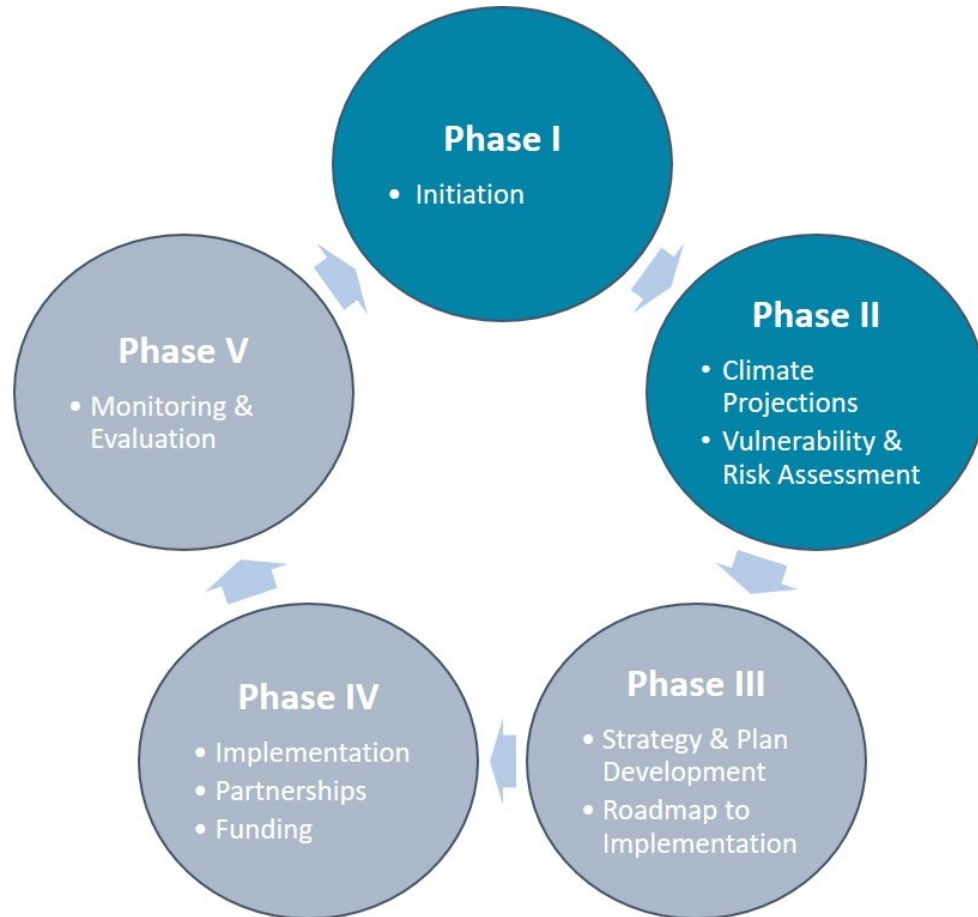 Phase I
• Initiation
Phase II
• Climate
Projections
• Vulnerability &
Risk Assessment
Phase III
• Strategy & Plan
Development
• Roadmap to
Implementation
Phase IV
• Implementation
• Partnerships
• Funding
Phase V
• Monitoring &
Evaluation